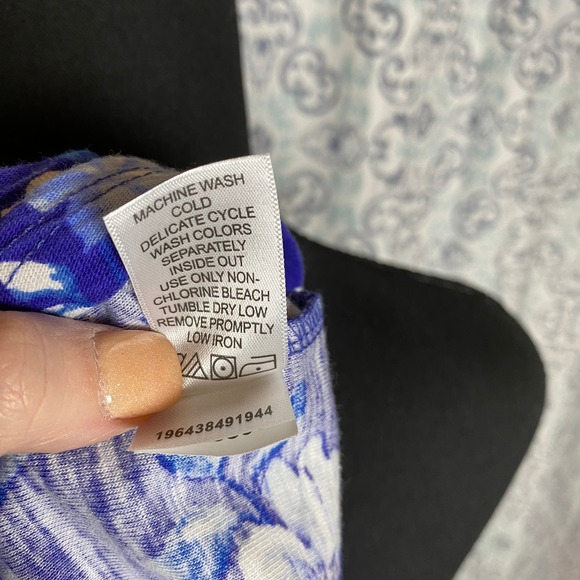 MACHINE WASH
COLD
DELICATE CYCLE
WASH COLORS
SEPARATELY
INSIDE OUT
USE ONLY NON-
CHLORINE BLEACH
TUMBLE DRY LOW
REMOVE PROMPTLY
LOW IRON
196438491944